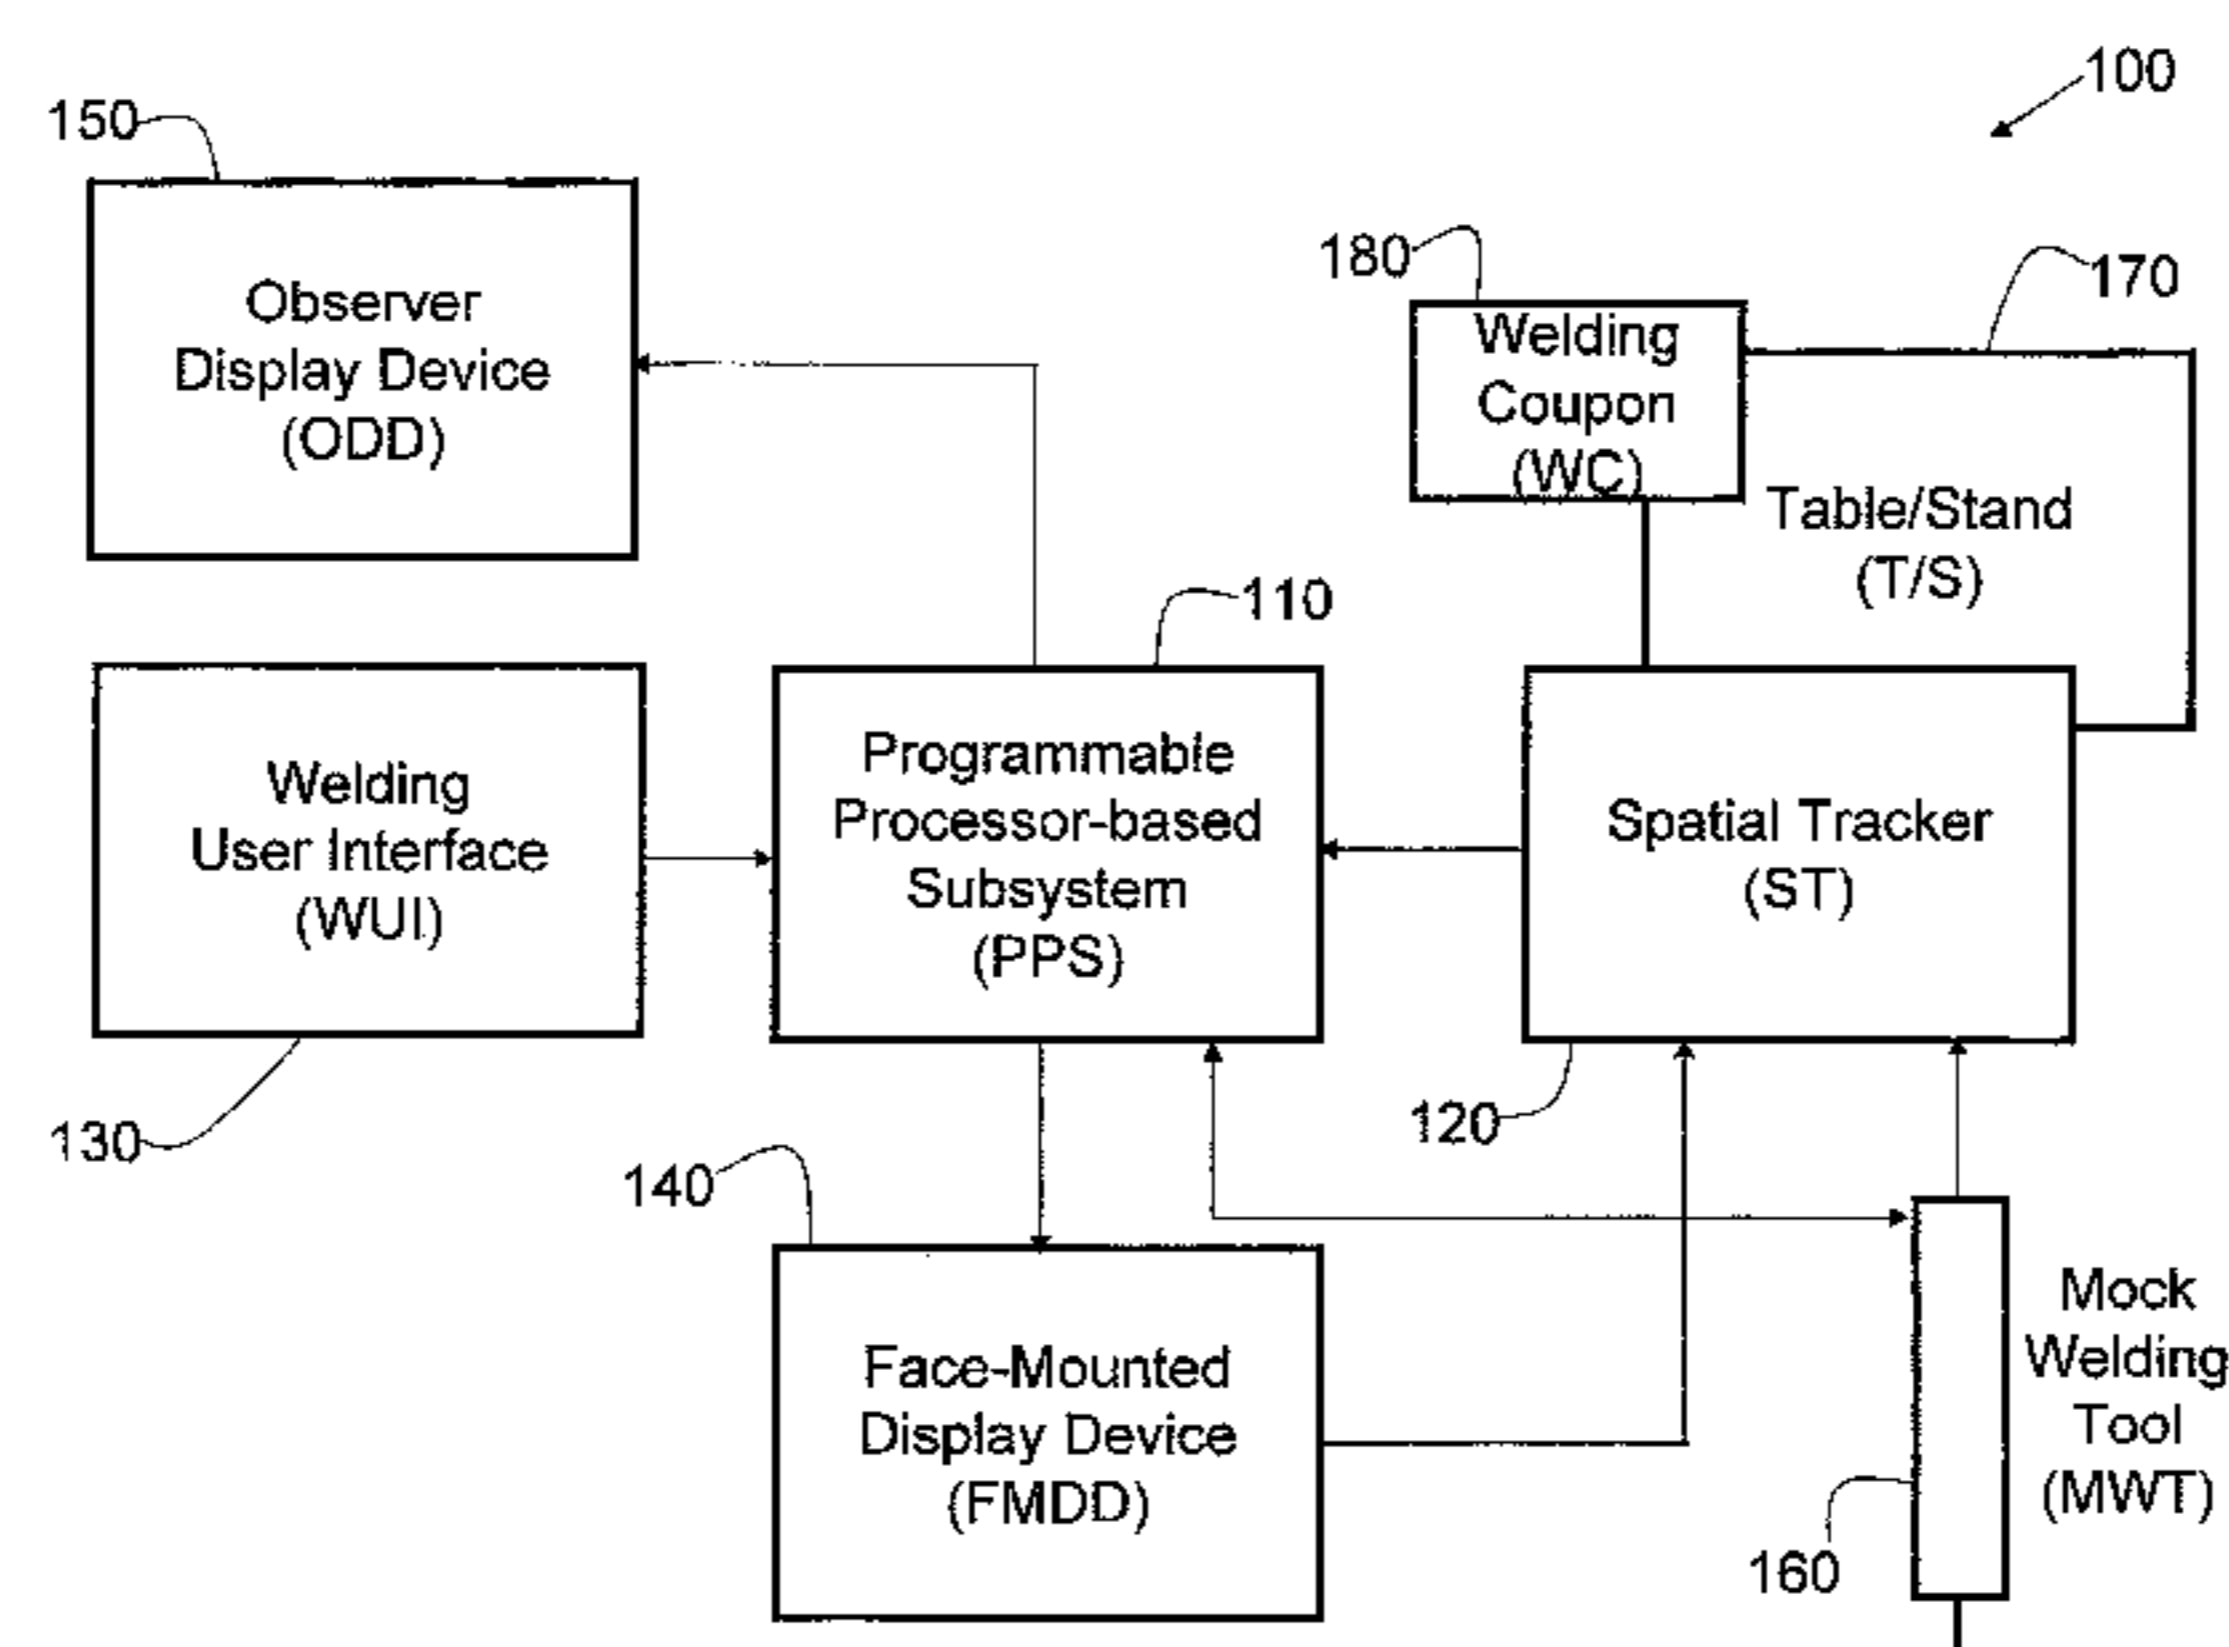 100
150
Observer
Display Device
(ODD)
180
Welding
Coupon
(WC)
170
Table/Stand
(T/S)
110
Welding
User Interface
(WUI)
130
Programmable
Processor-based
Subsystem
(PPS)
Spatial Tracker
(ST)
120
140
Face-Mounted
Display Device
(FMDD)
Mock
Welding
Tool
(MWT)
160